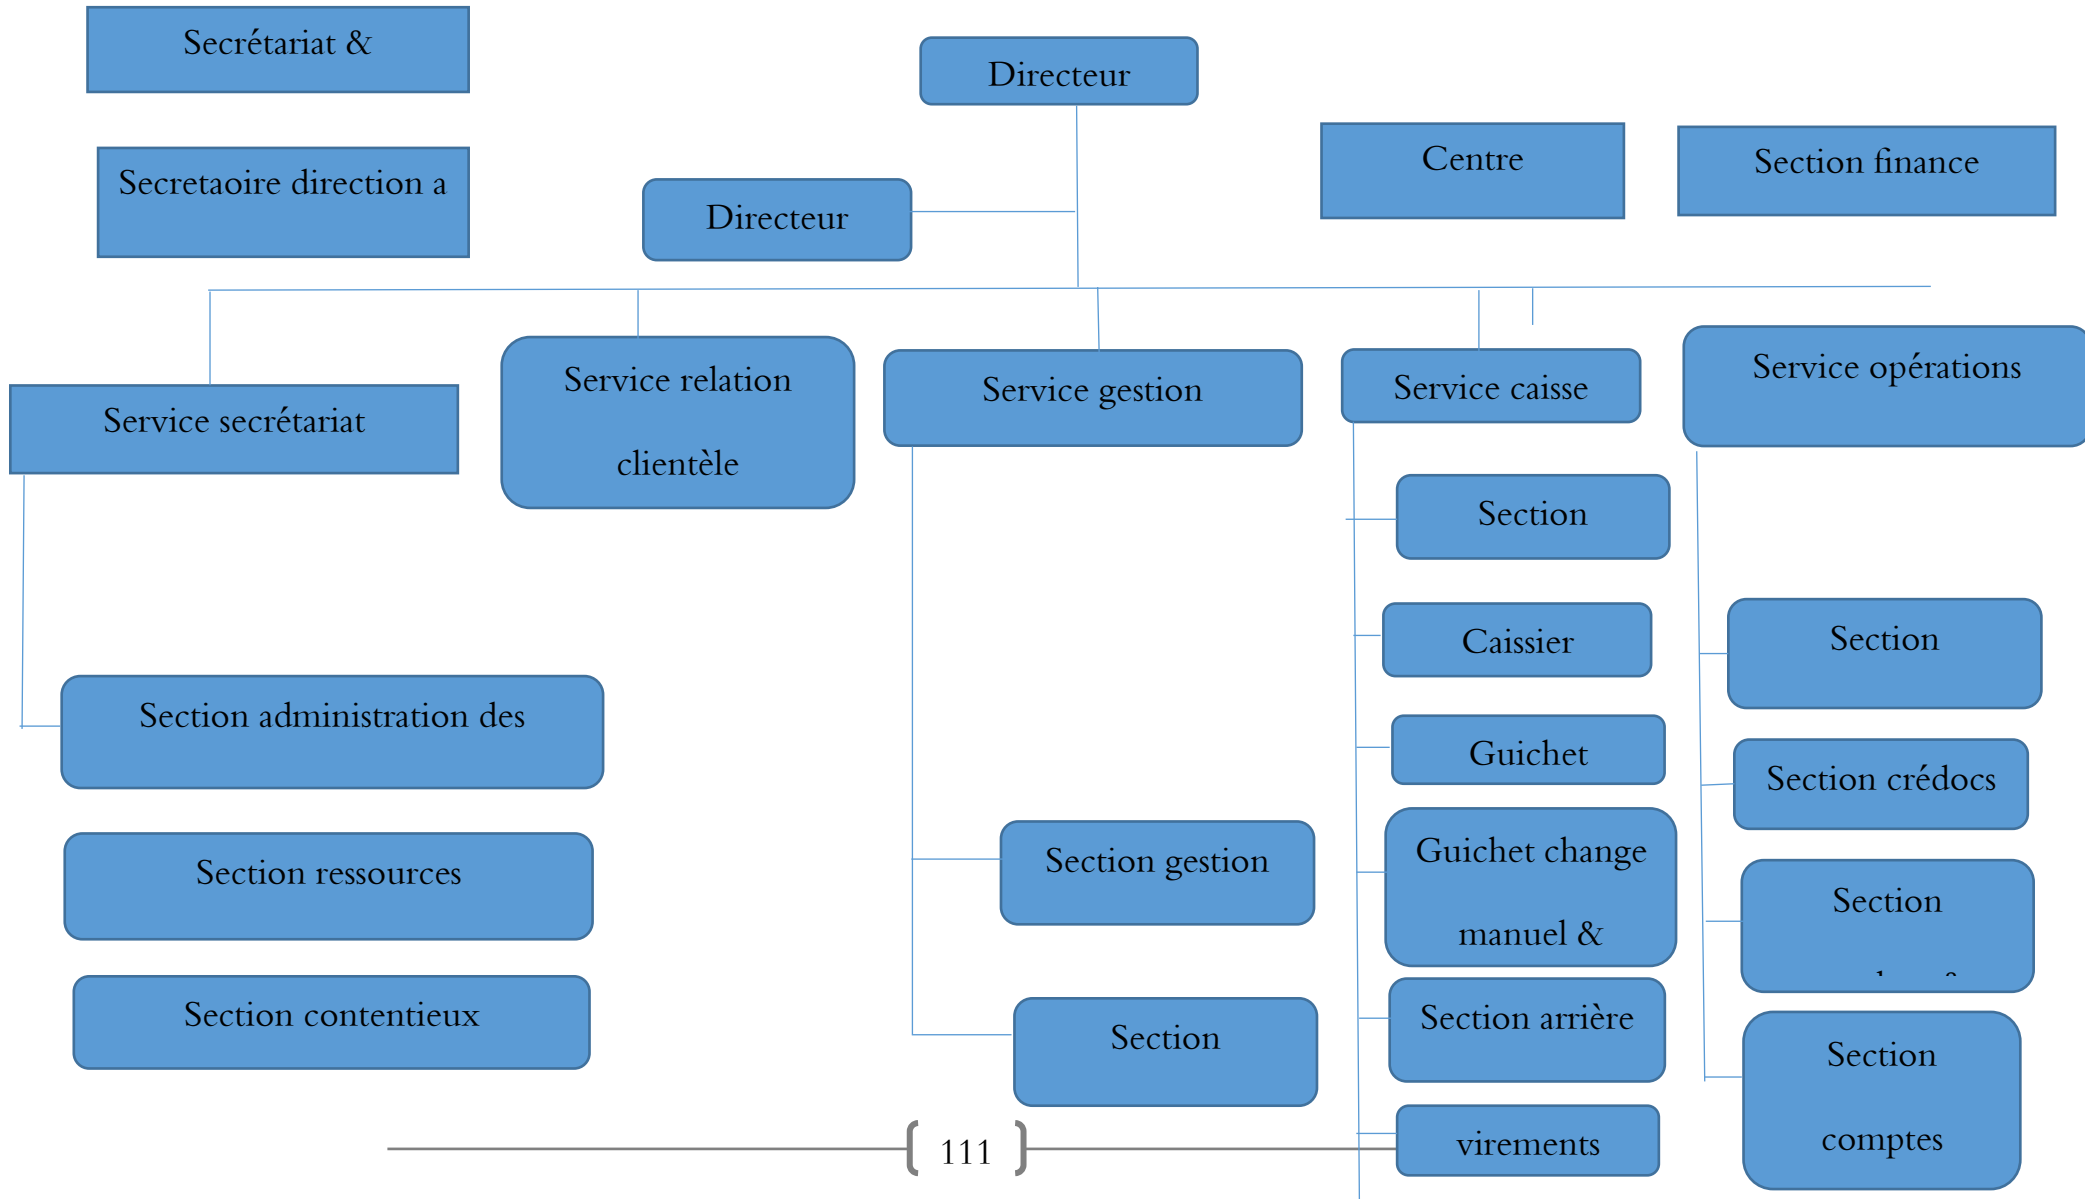 Secrétariat &
Directeur
Secretaoire direction a
Directeur
Centre
Section finance
Service secrétariat
Service relation
clientèle
Service gestion
Service caisse
Service opérations
Section administration des
Section ressources
Section contentieux
Section gestion
Section
Section
Caissier
Guichet
Guichet change
manuel &
Section arrière
virements
Section
Section crédocs
Section
Section
comptes
111